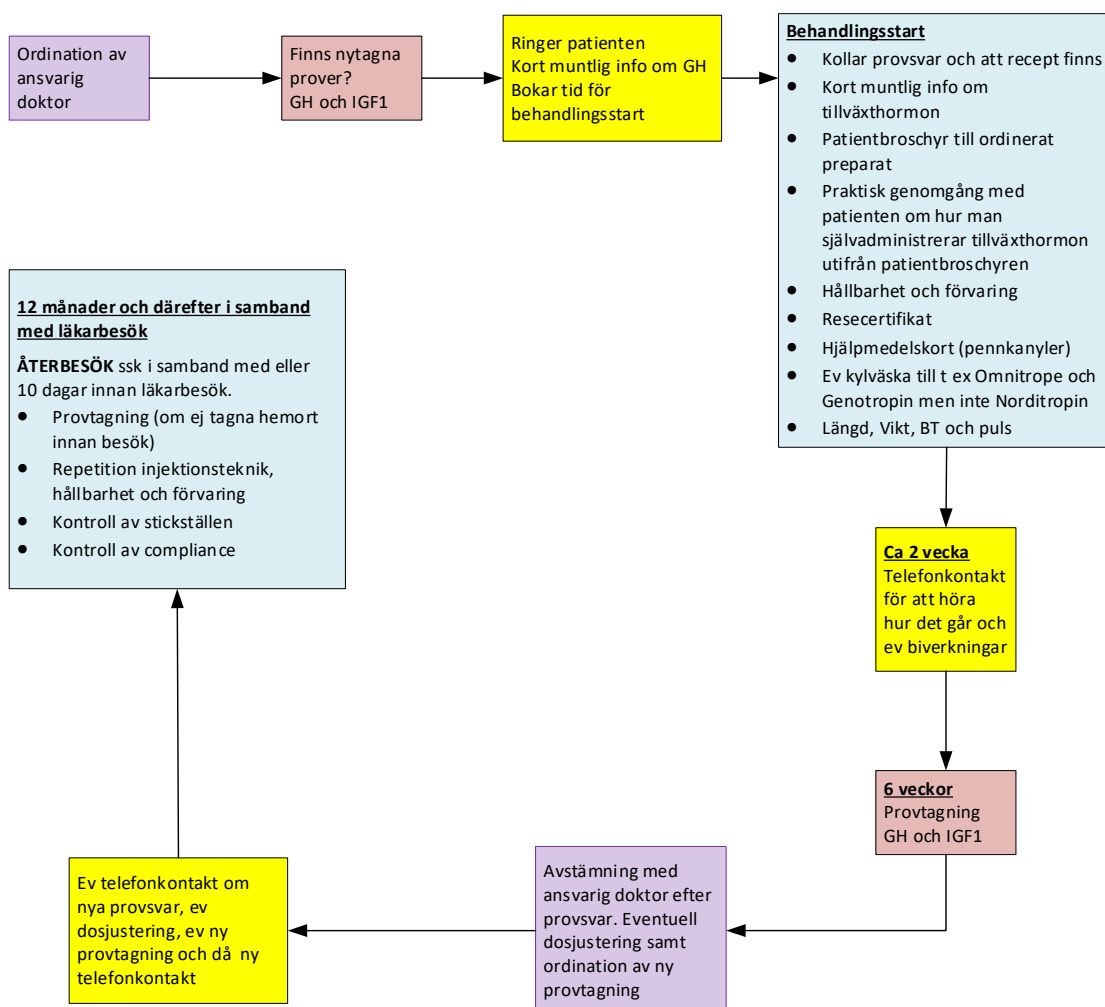 Ordination av
ansvarig
doktor
Finns nytagna
prover?
GH och IGF1
Ringer patienten
Kort muntlig info om GH
Bokar tid för
behandlingsstart
Behandlingsstart
• Kollar provsvar och att recept finns
• Kort muntlig info om
tillväxthormon
• Patientbroschyr till ordinerat
preparat
• Praktisk genomgång med
patienten om hur man
självadministrerar tillväxthormon
utifrån patientbroschyren
• Hållbarhet och förvaring
• Resecertifikat
• Hjälpmedelskort (pennkanyler)
• Ev kylväska till t ex Omnitrope och
Genotropin men inte Norditropin
• Längd, Vikt, BT och puls
Ca 2 vecka
Telefonkontakt
för att höra
hur det går och
ev biverkningar
6 veckor
Provtagning
GH och IGF1
Avstämning med
ansvarig doktor efter
provsvar. Eventuell
dosjustering samt
ordination av ny
provtagning
Ev telefonkontakt om
nya provsvar, ev
dosjustering, ev ny
provtagning och då ny
telefonkontakt
12 månader och därefter i samband
med läkarbesök
ÅTERBESÖK ssk i samband med eller
10 dagar innan läkarbesök.
• Provtagning (om ej tagna hemort
innan besök)
• Repetition injektionsteknik,
hållbarhet och förvaring
• Kontroll av stickställen
• Kontroll av compliance